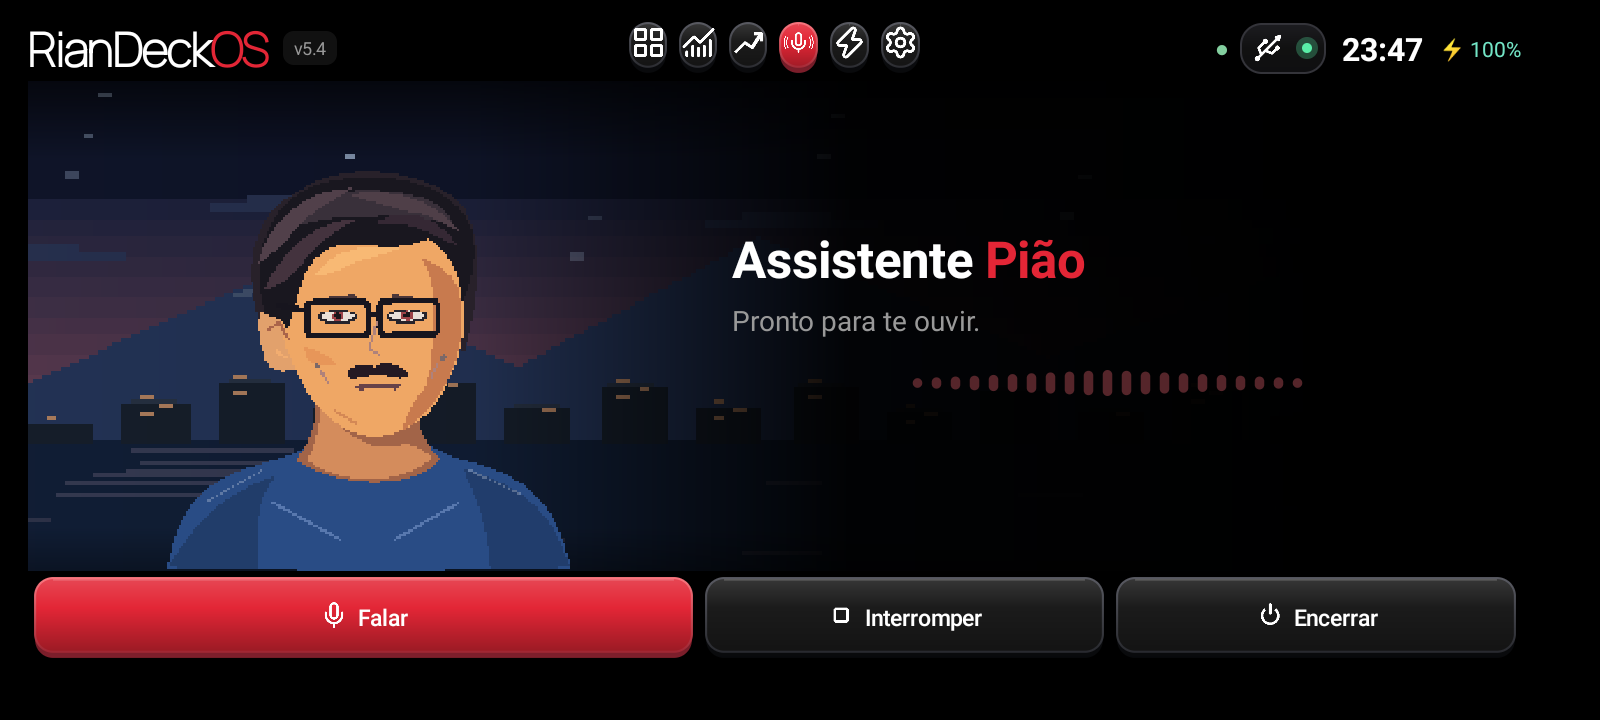 RianDeckOS v5.4
23:47 ⚡ 100%
Assistente Pião
Pronto para te ouvir.
Falar
Interromper
Encerrar